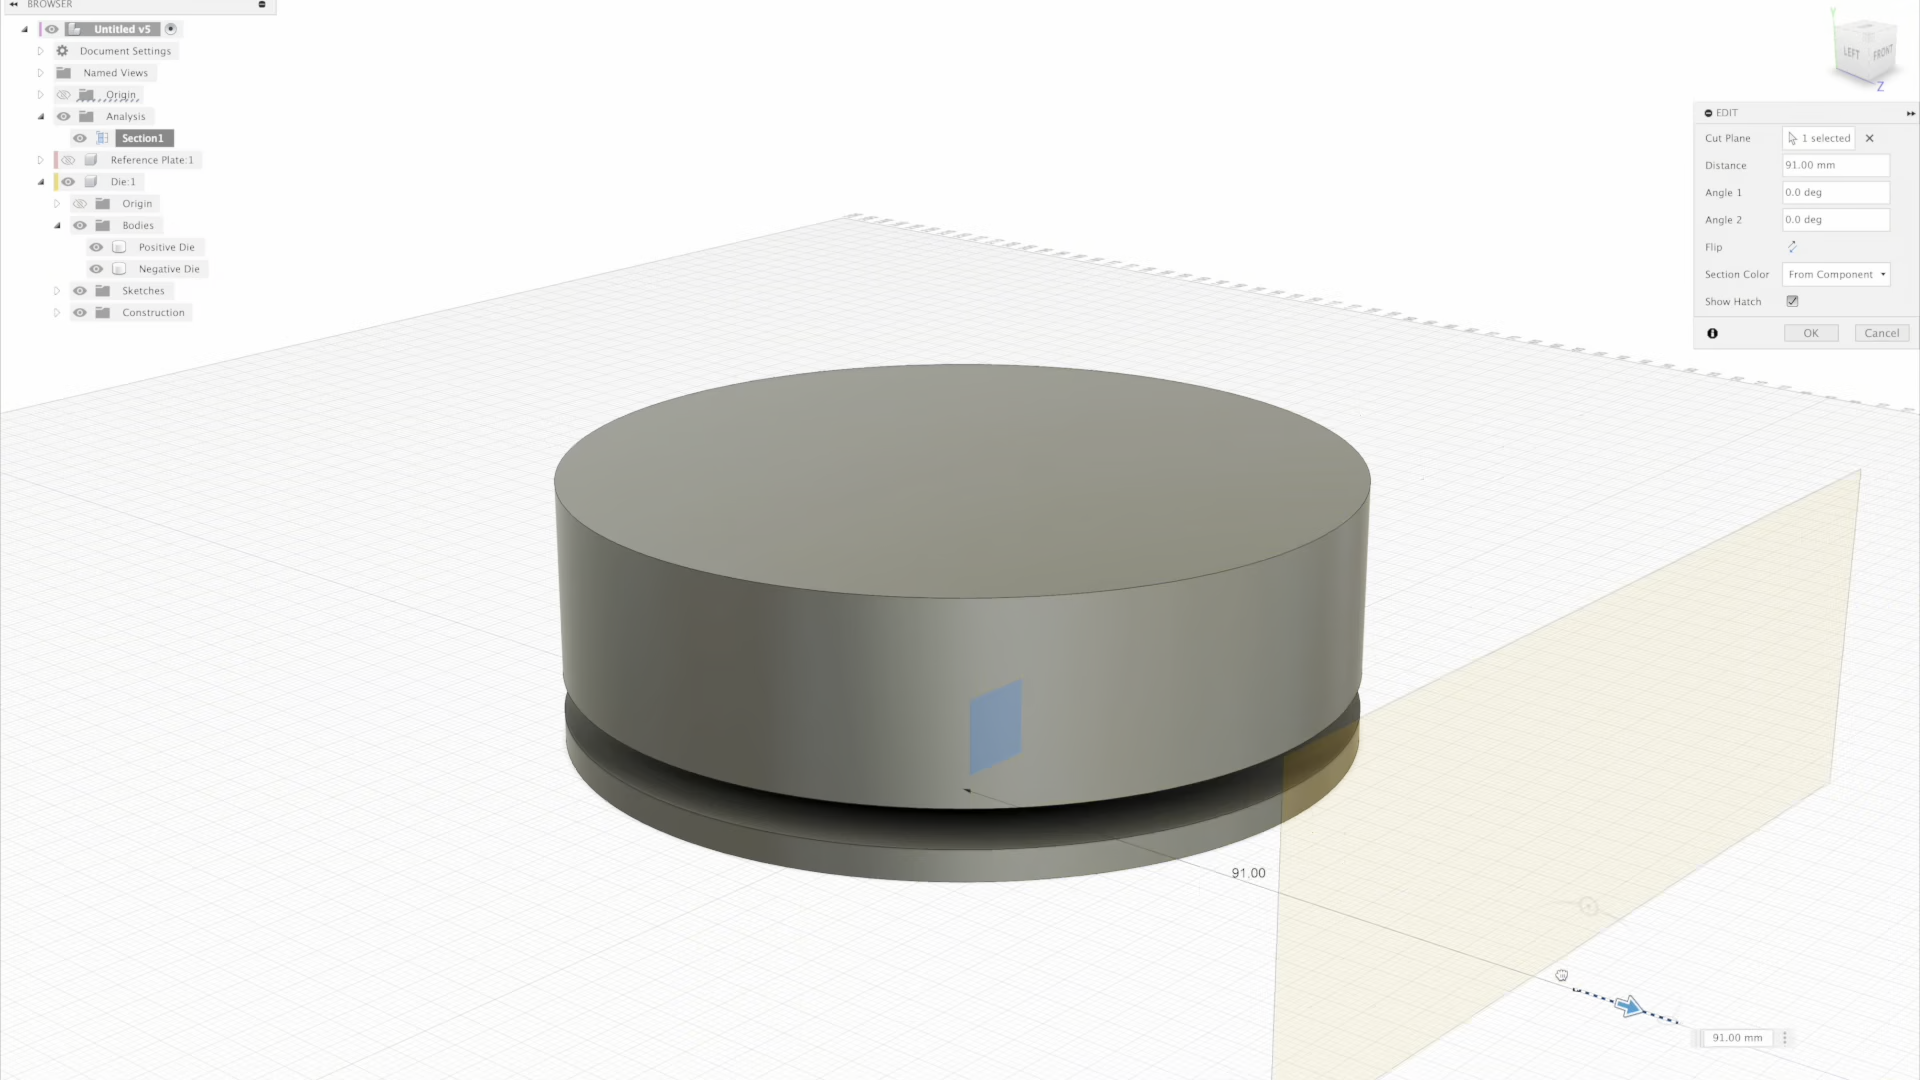 BROWSER
Untitled v5
Document Settings
Named Views
Origin
Analysis
Section1
Reference Plate:1
Die:1
Origin
Bodies
Positive Die
Negative Die
Sketches
Construction
Y
LEFT
FRONT
Z
EDIT
Cut Plane 1 selected
Distance 91.00 mm
Angle 1 0.0 deg
Angle 2 0.0 deg
Flip
Section Color From Component
Show Hatch
OK Cancel
91.00
91.00 mm